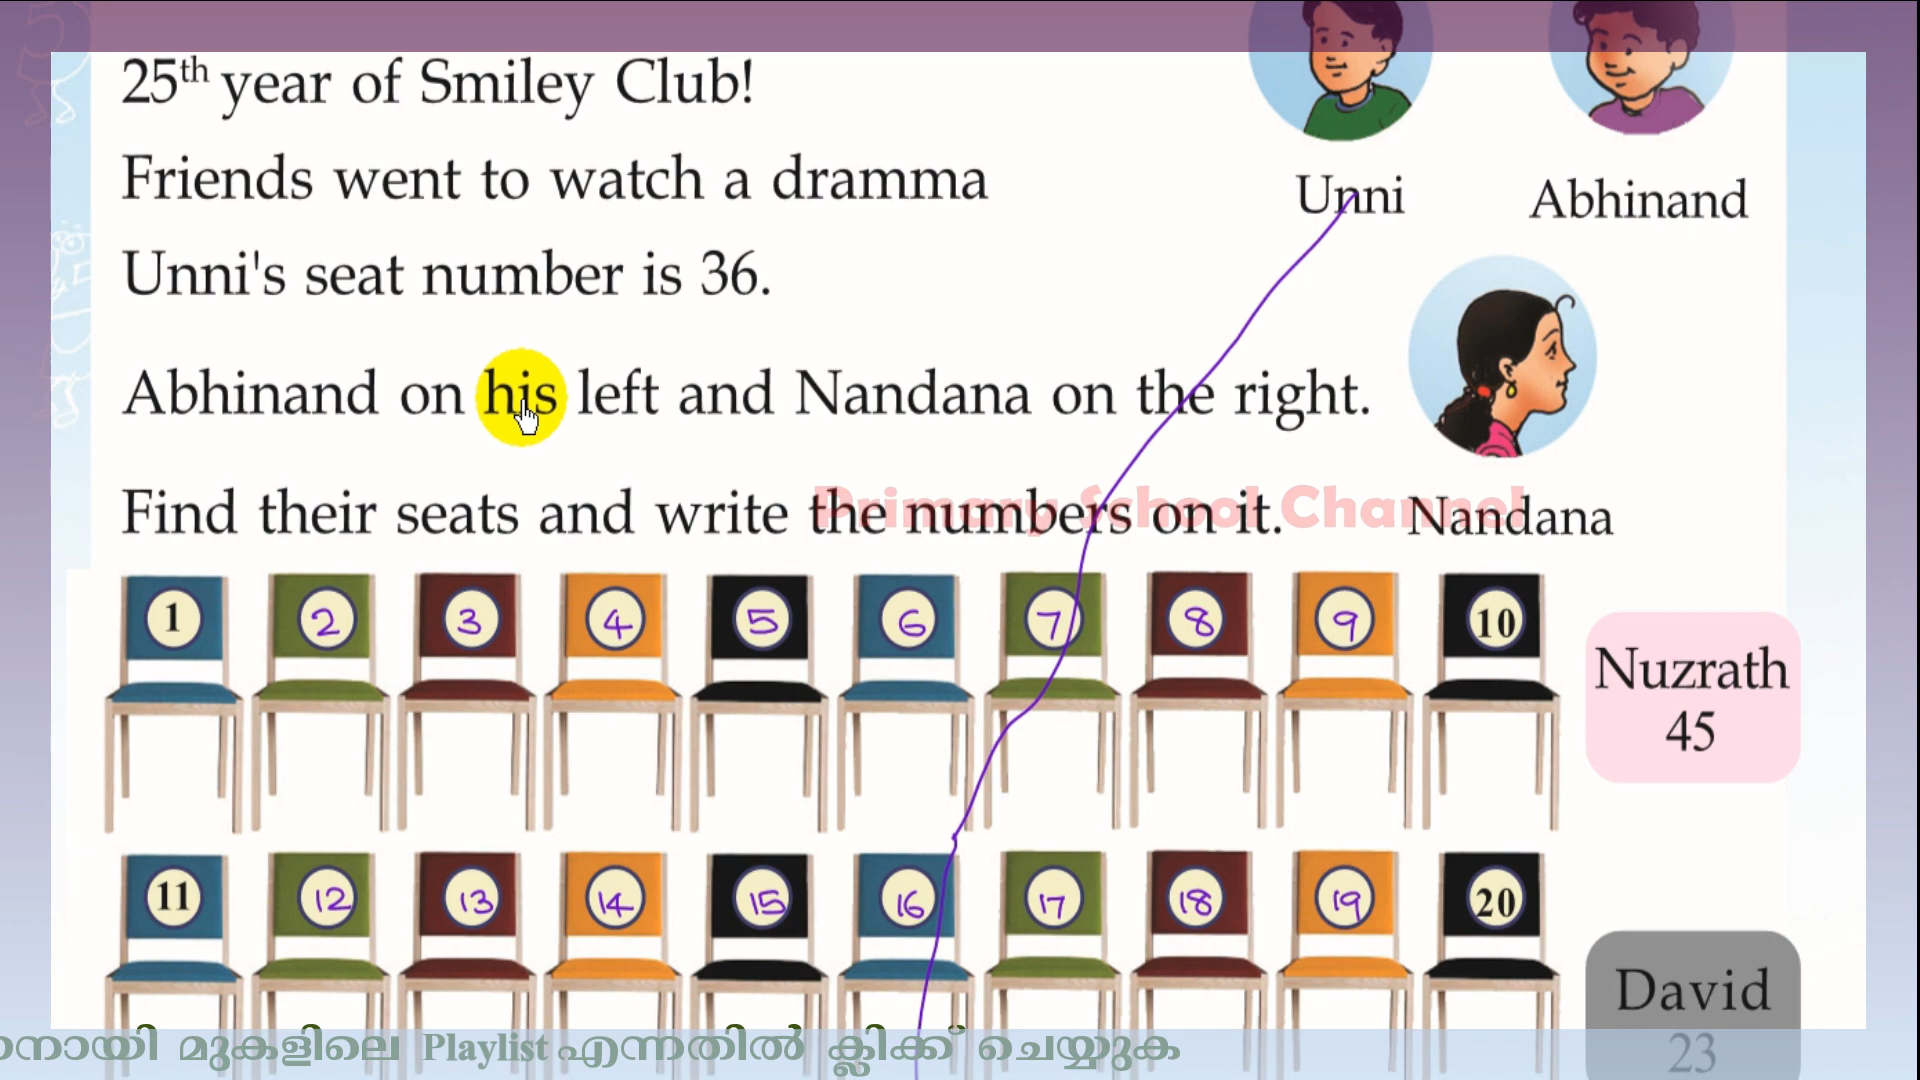 25th year of Smiley Club!
Friends went to watch a dramma
Unni's seat number is 36.
Abhinand on his left and Nandana on the right.
Find their seats and write the numbers on it.
Unni
Abhinand
Nandana
Primary School Channel
1 2 3 4 5 6 7 8 9 10
Nuzrath
45
11 12 13 14 15 16 17 18 19 20
David
23
മുകളിലെ Playlist എന്നതിൽ ക്ലിക്ക് ചെയ്യുക